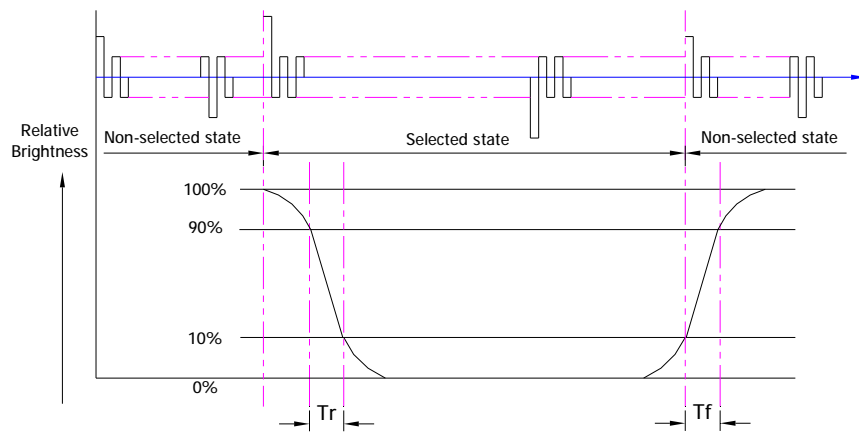 Relative
Brightness
Non-selected state
Selected state
Non-selected state
100%
90%
10%
0%
Tr
Tf